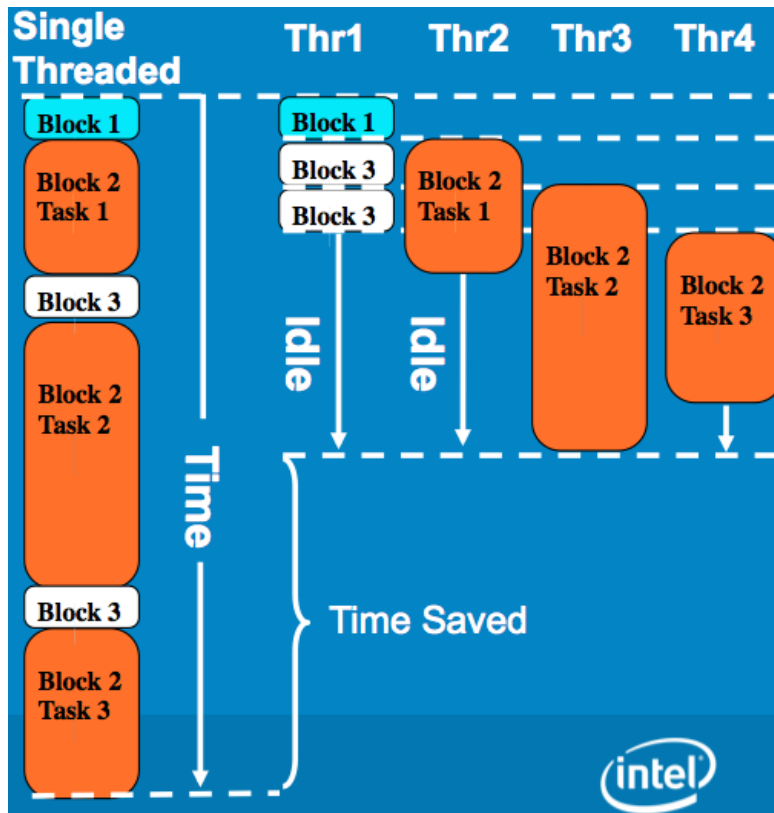 Single
Threaded
Thr1
Thr2
Thr3
Thr4
Block 1
Block 2
Task 1
Block 3
Block 2
Task 2
Block 3
Block 2
Task 3
Time
Block 1
Block 3
Block 3
Idle
Block 2
Task 1
Idle
Block 2
Task 2
Block 2
Task 3
Time Saved
intel